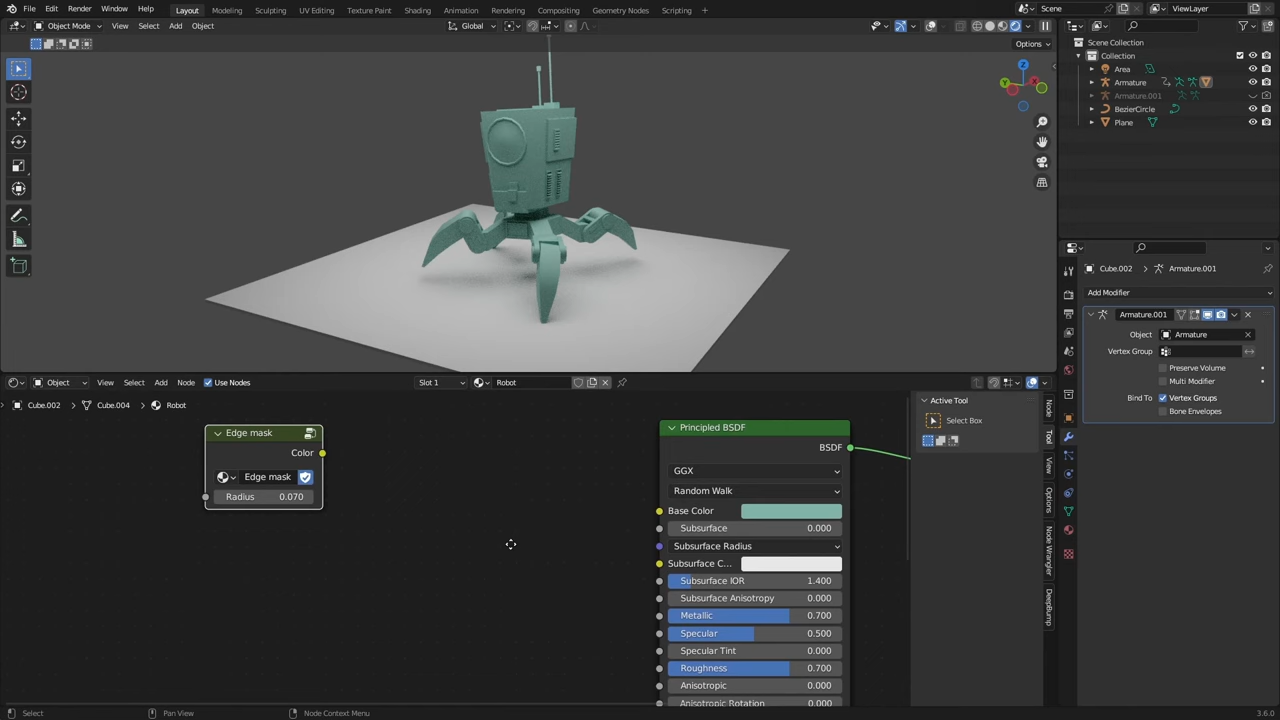 File Edit Render Window Help Layout Modeling Sculpting UV Editing Texture Paint Shading Animation Rendering Compositing Geometry Nodes Scripting Scene ViewLayer
Object Mode View Select Add Object Global
Options
Scene Collection
Collection
Area
Armature
Armature.001
BezierCircle
Plane
Z
Y
X
Object View Select Add Node Use Nodes Slot 1 Robot
Cube.002 Cube.004 Robot
Edge mask
Color
Edge mask
Radius 0.070
Principled BSDF
BSDF
GGX
Random Walk
Base Color
Subsurface 0.000
Subsurface Radius
Subsurface C...
Subsurface IOR 1.400
Subsurface Anisotropy 0.000
Metallic 0.700
Specular 0.500
Specular Tint 0.000
Roughness 0.700
Anisotropic 0.000
Anisotropic Rotation 0.000
Active Tool
Select Box
Node
Tool
View
Options
Node Wrangler
DeepBump
Cube.002 Armature.001
Add Modifier
Armature.001
Object Armature
Vertex Group
Preserve Volume
Multi Modifier
Bind To Vertex Groups
Bone Envelopes
Select Pan View Node Context Menu 3.6.0